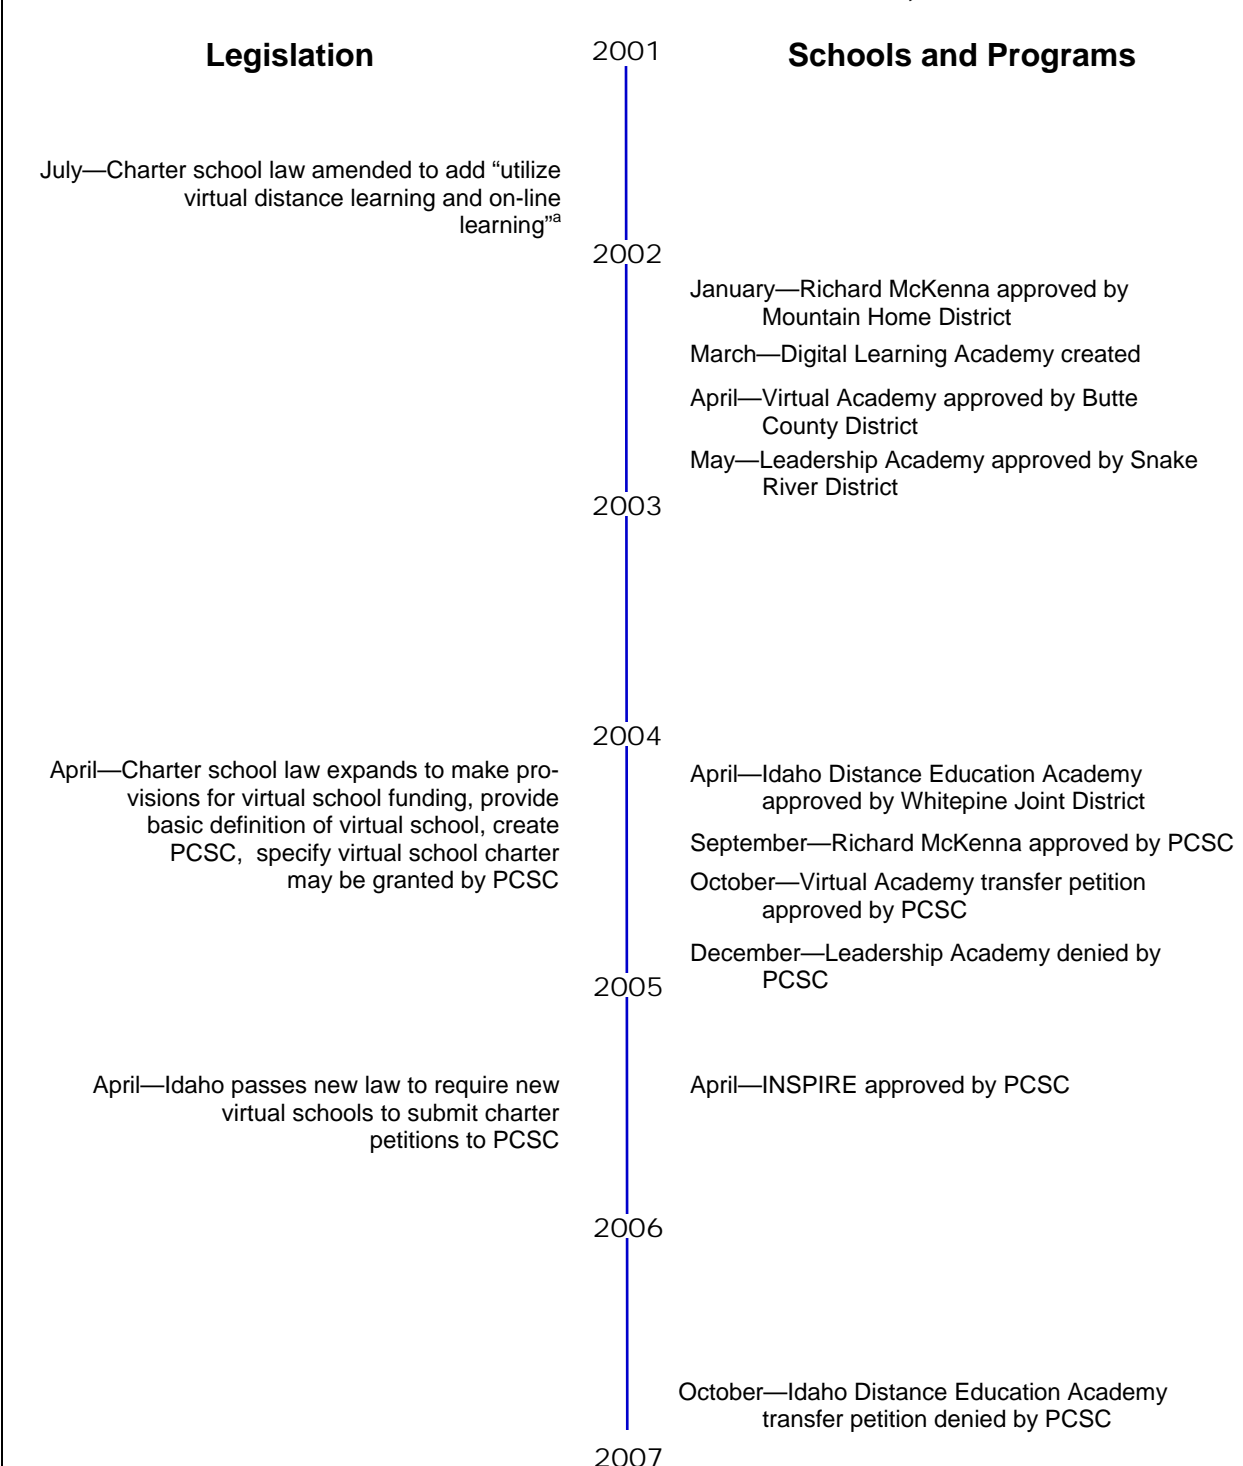 Legislation
2001
Schools and Programs
July—Charter school law amended to add “utilize
virtual distance learning and on-line
learning”a
2002
January—Richard McKenna approved by
Mountain Home District
March—Digital Learning Academy created
April—Virtual Academy approved by Butte
County District
May—Leadership Academy approved by Snake
River District
2003
2004
April—Charter school law expands to make pro-
visions for virtual school funding, provide
basic definition of virtual school, create
PCSC, specify virtual school charter
may be granted by PCSC
April—Idaho Distance Education Academy
approved by Whitepine Joint District
September—Richard McKenna approved by PCSC
October—Virtual Academy transfer petition
approved by PCSC
December—Leadership Academy denied by
PCSC
2005
April—Idaho passes new law to require new
virtual schools to submit charter
petitions to PCSC
April—INSPIRE approved by PCSC
2006
October—Idaho Distance Education Academy
transfer petition denied by PCSC
2007